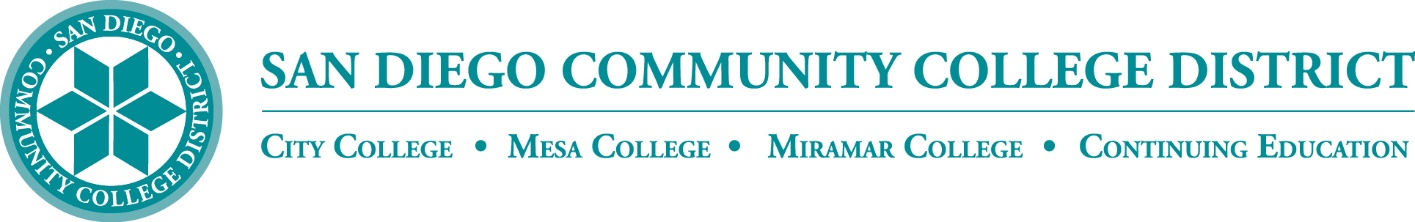 • SAN DIEGO •
COMMUNITY COLLEGE DISTRICT
SAN DIEGO COMMUNITY COLLEGE DISTRICT
CITY COLLEGE • MESA COLLEGE • MIRAMAR COLLEGE • CONTINUING EDUCATION